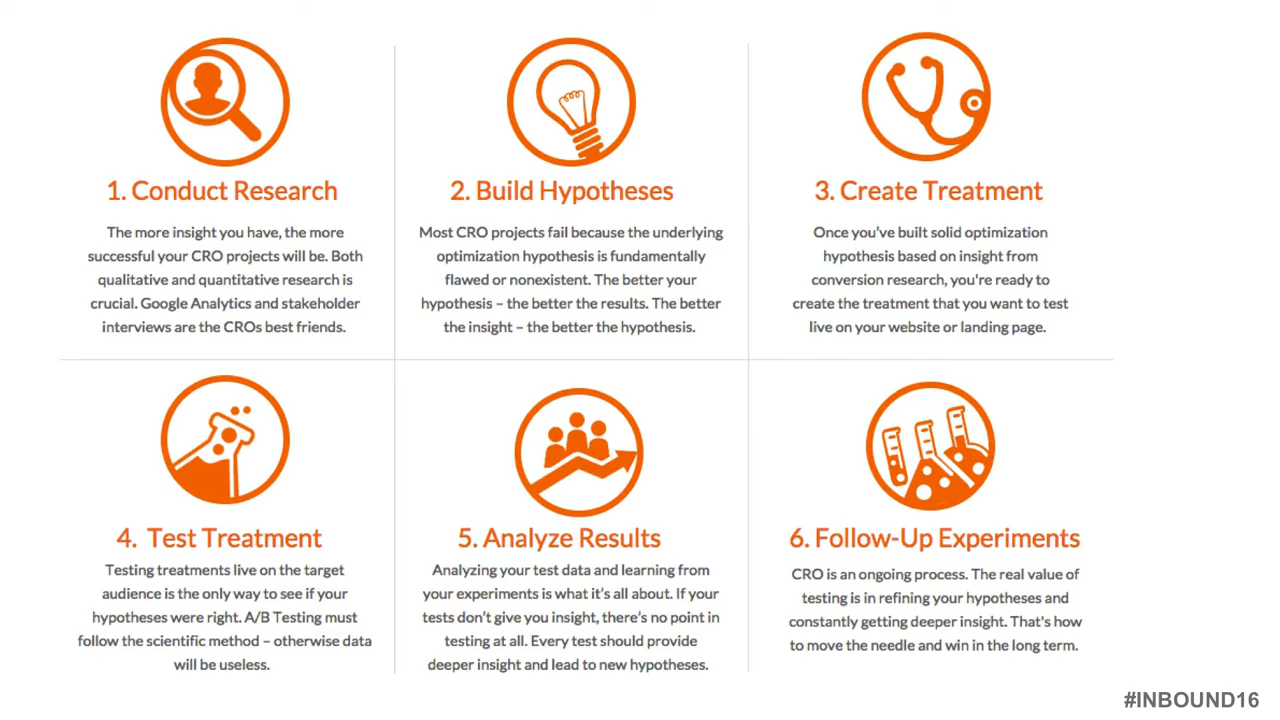 1. Conduct Research
The more insight you have, the more
successful your CRO projects will be. Both
qualitative and quantitative research is
crucial. Google Analytics and stakeholder
interviews are the CROs best friends.
2. Build Hypotheses
Most CRO projects fail because the underlying
optimization hypothesis is fundamentally
flawed or nonexistent. The better your
hypothesis – the better the results. The better
the insight – the better the hypothesis.
3. Create Treatment
Once you've built solid optimization
hypothesis based on insight from
conversion research, you're ready to
create the treatment that you want to test
live on your website or landing page.
4. Test Treatment
Testing treatments live on the target
audience is the only way to see if your
hypotheses were right. A/B Testing must
follow the scientific method – otherwise data
will be useless.
5. Analyze Results
Analyzing your test data and learning from
your experiments is what it's all about. If your
tests don't give you insight, there's no point in
testing at all. Every test should provide
deeper insight and lead to new hypotheses.
6. Follow-Up Experiments
CRO is an ongoing process. The real value of
testing is in refining your hypotheses and
constantly getting deeper insight. That's how
to move the needle and win in the long term.
#INBOUND16